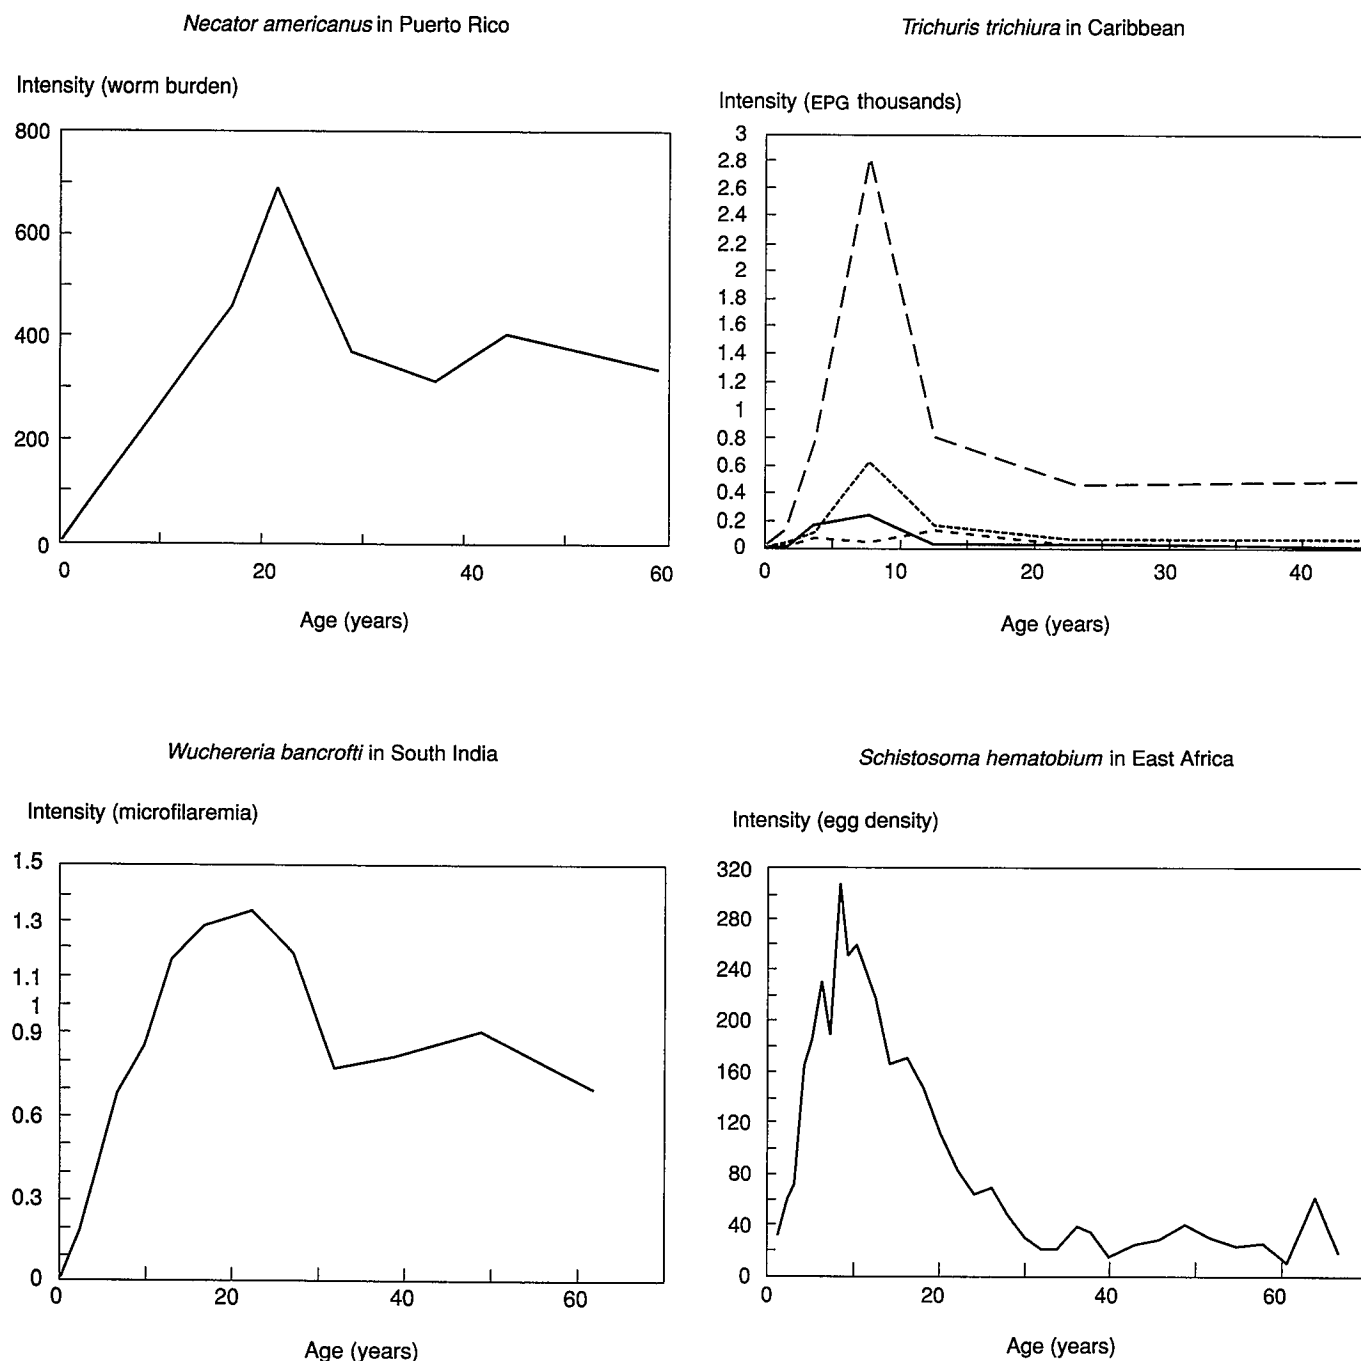 Necator americanus in Puerto Rico
Intensity (worm burden)
800
600
400
200
0
0 20 40 60
Age (years)
Trichuris trichiura in Caribbean
Intensity (EPG thousands)
3
2.8
2.6
2.4
2.2
2
1.8
1.6
1.4
1.2
1
0.8
0.6
0.4
0.2
0
0 10 20 30 40
Age (years)
Wuchereria bancrofti in South India
Intensity (microfilaremia)
1.5
1.3
1.1
1
0.9
0.6
0.3
0
0 20 40 60
Age (years)
Schistosoma hematobium in East Africa
Intensity (egg density)
320
280
240
200
160
120
80
40
0
0 20 40 60
Age (years)